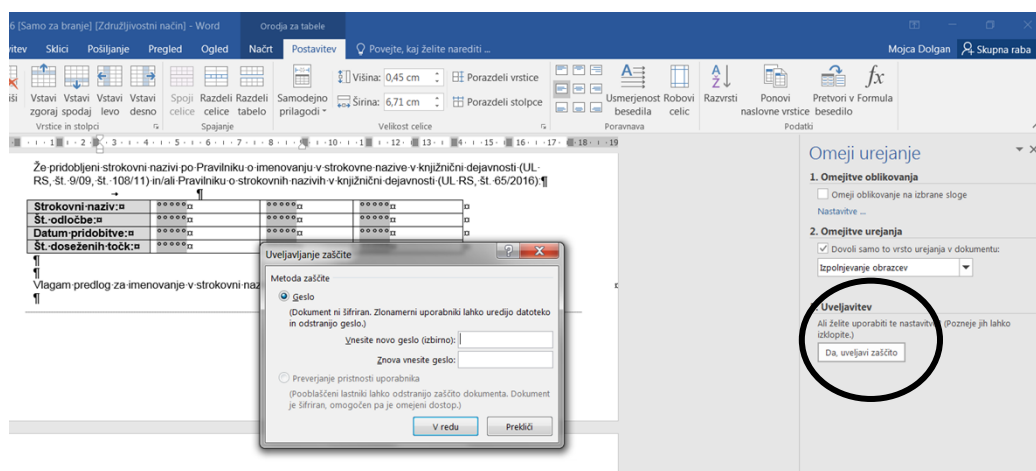 6 [Samo za branje] [Združljivostni način] - Word
Orodja za tabele
Sklici Pošiljanje Pregled Ogled Načrt Postavitev Povejte, kaj želite narediti ...
Mojca Dolgan Skupna raba
Vstavi zgoraj
Vstavi spodaj
Vstavi levo
Vstavi desno
Vrstice in stolpci
Spoji celice
Razdeli celice
Razdeli tabelo
Spajanje
Samodejno prilagodi
Višina: 0,45 cm
Širina: 6,71 cm
Porazdeli vrstice
Porazdeli stolpce
Velikost celice
Usmerjenost besedila
Robovi celic
Poravnava
Razvrsti
Ponovi naslovne vrstice
Pretvori v besedilo
Formula
Podatki
Že pridobljeni strokovni nazivi po Pravilniku o imenovanju v strokovne nazive v knjižnični dejavnosti (UL
RS, št. 9/09, št. 108/11) in/ali Pravilniku o strokovnih nazivih v knjižnični dejavnosti (UL RS, št. 65/2016).¶
Strokovni naziv:¤
Št. odločbe:¤
Datum pridobitve:¤
Št. doseženih točk:¤
Vlagam predlog za imenovanje v strokovni naz
Uveljavljanje zaščite
Metoda zaščite
Geslo
(Dokument ni šifriran. Zlonamerni uporabniki lahko uredijo datoteko
in odstranijo geslo.)
Vnesite novo geslo (izbirno):
Znova vnesite geslo:
Preverjanje pristnosti uporabnika
(Pooblaščeni lastniki lahko odstranijo zaščito dokumenta. Dokument
je šifriran, omogočen pa je omejeni dostop.)
V redu Prekliči
Omeji urejanje
1. Omejitve oblikovanja
Omeji oblikovanje na izbrane sloge
Nastavitve ...
2. Omejitve urejanja
Dovoli samo to vrsto urejanja v dokumentu:
Izpolnjevanje obrazcev
Uveljavitev
Ali želite uporabiti te nastavitve? (Pozneje jih lahko
izklopite.)
Da, uveljavi zaščito